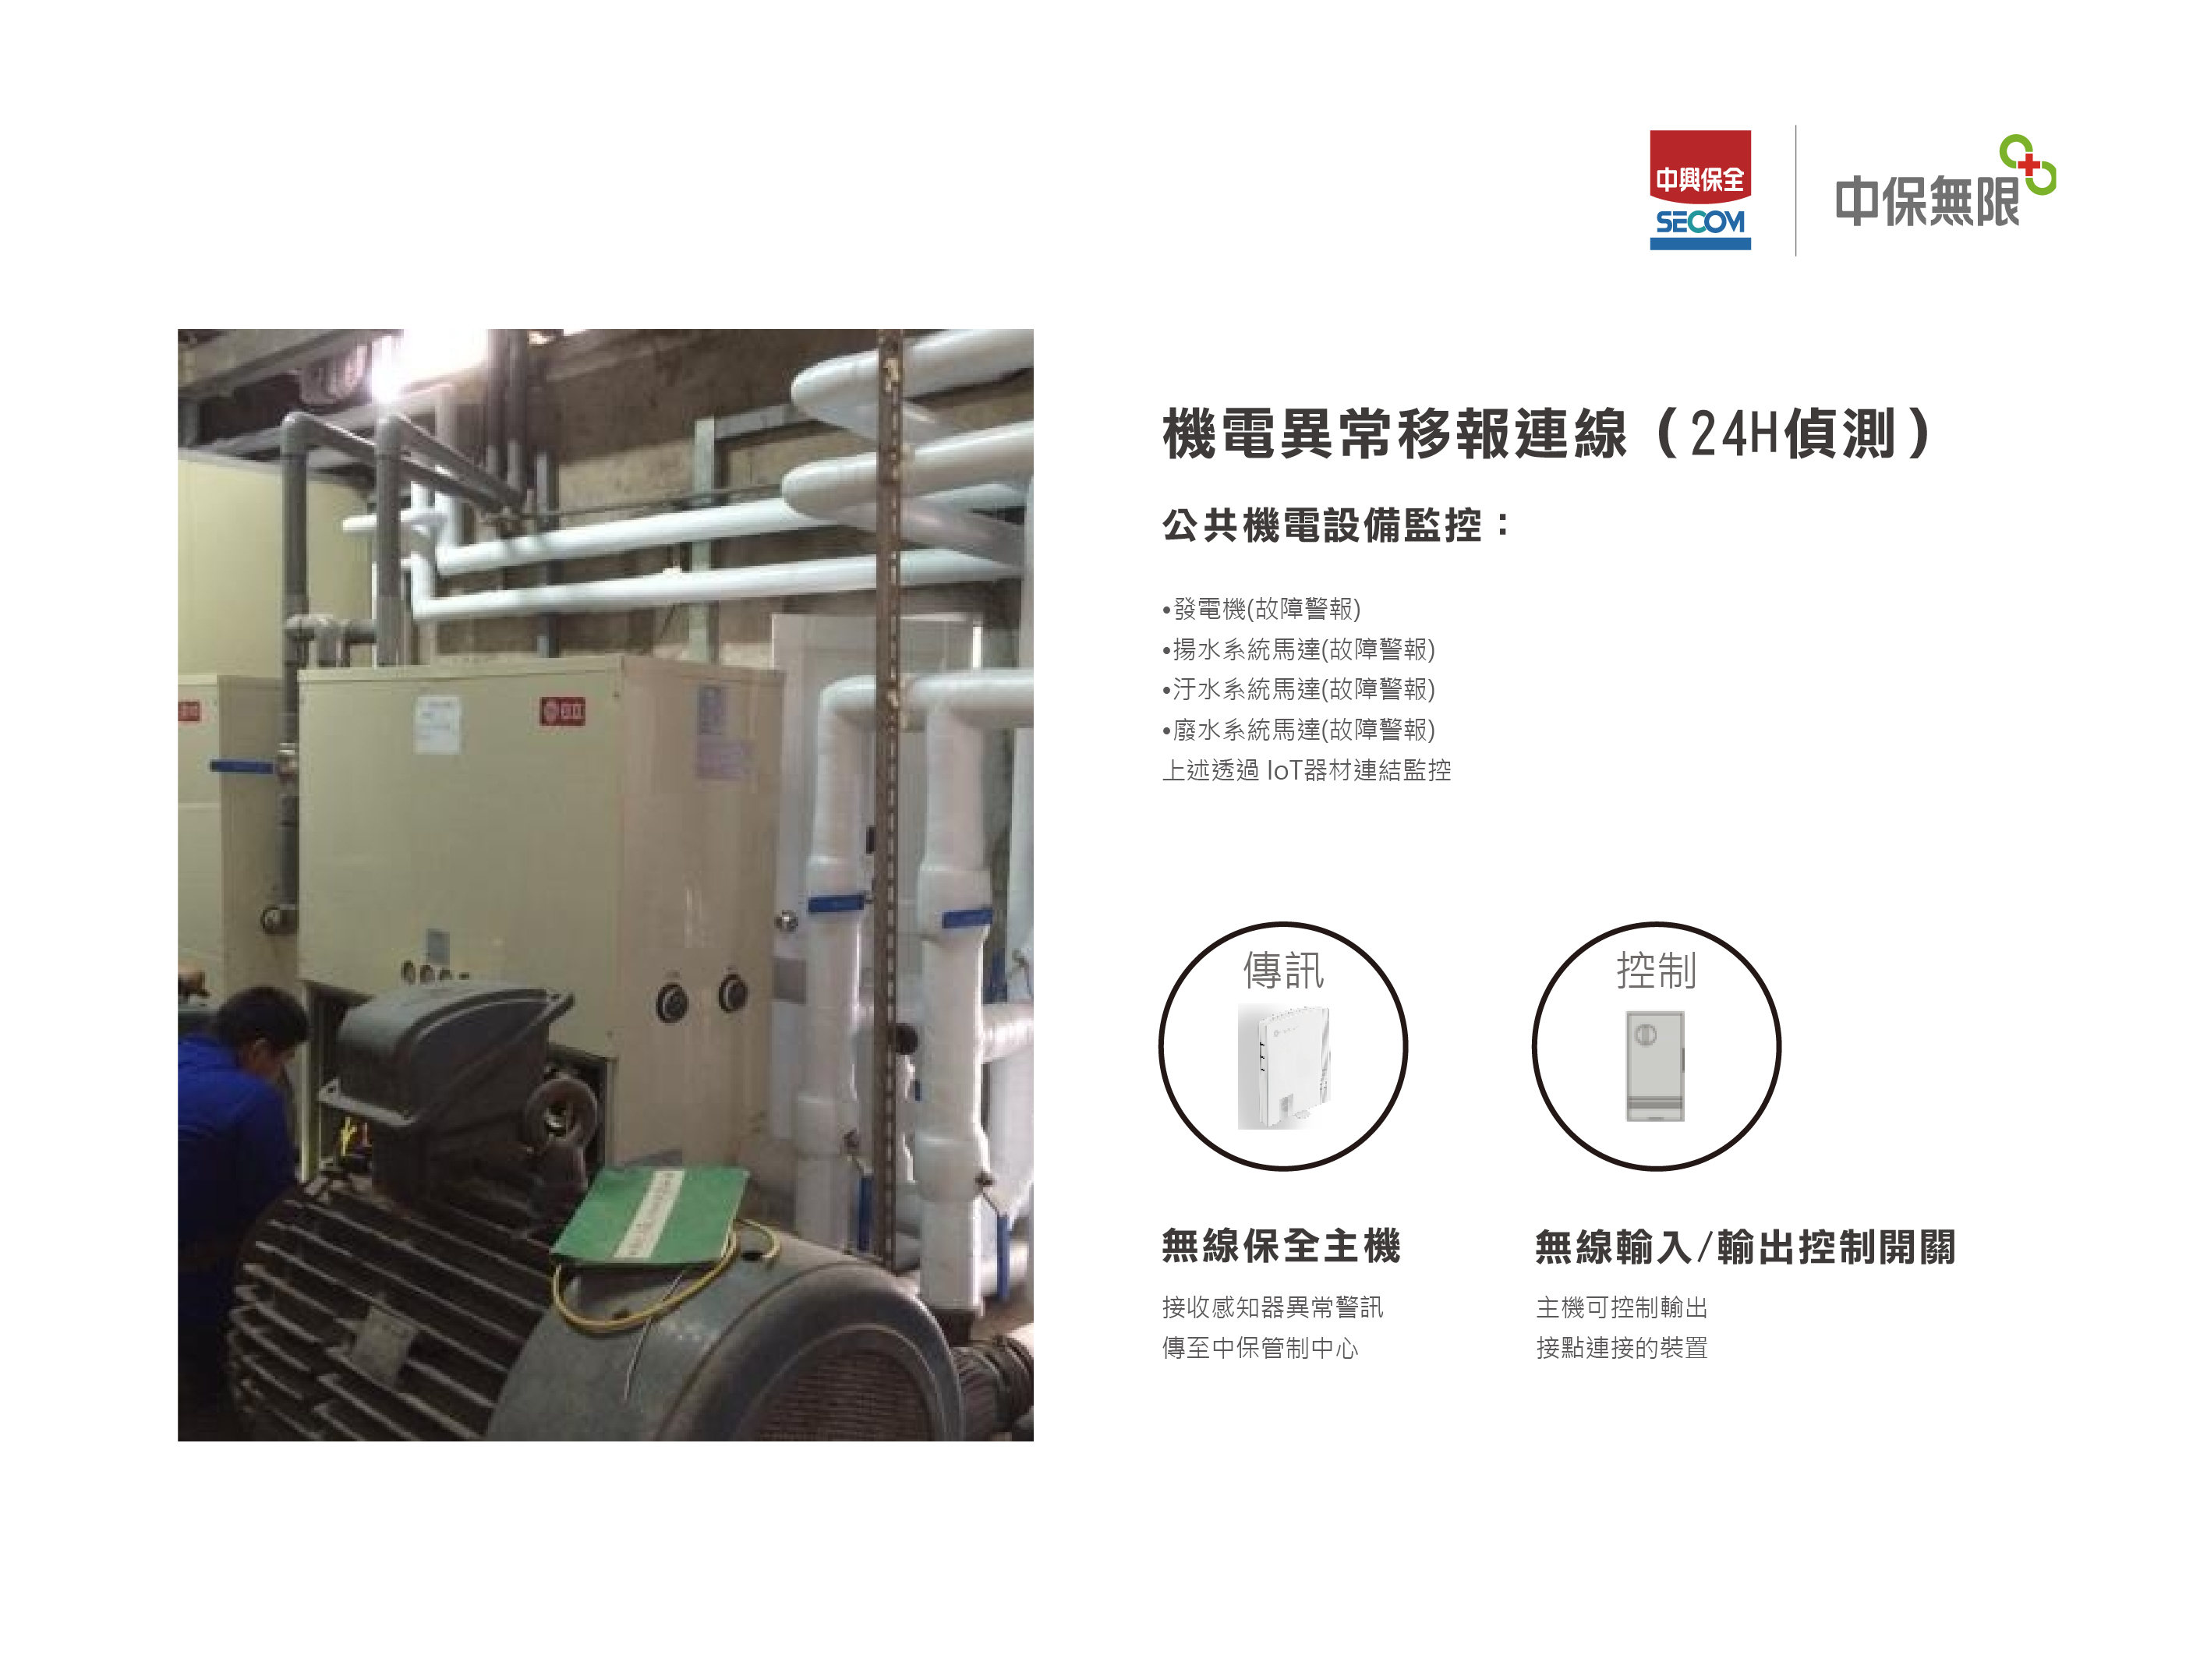 中興保全
SECOM
中保無限
機電異常移報連線（24H偵測）
公共機電設備監控：
•發電機(故障警報)
•揚水系統馬達(故障警報)
•汙水系統馬達(故障警報)
•廢水系統馬達(故障警報)
上述透過 IoT器材連結監控
傳訊
控制
無線保全主機
接收感知器異常警訊
傳至中保管制中心
無線輸入/輸出控制開關
主機可控制輸出
接點連接的裝置